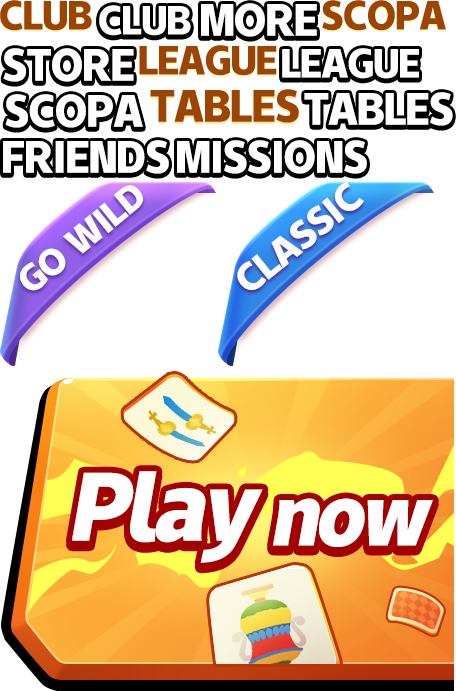 CLUB CLUB MORE SCOPA
STORE LEAGUE LEAGUE
SCOPA TABLES TABLES
FRIENDS MISSIONS
GO WILD
CLASSIC
Play now